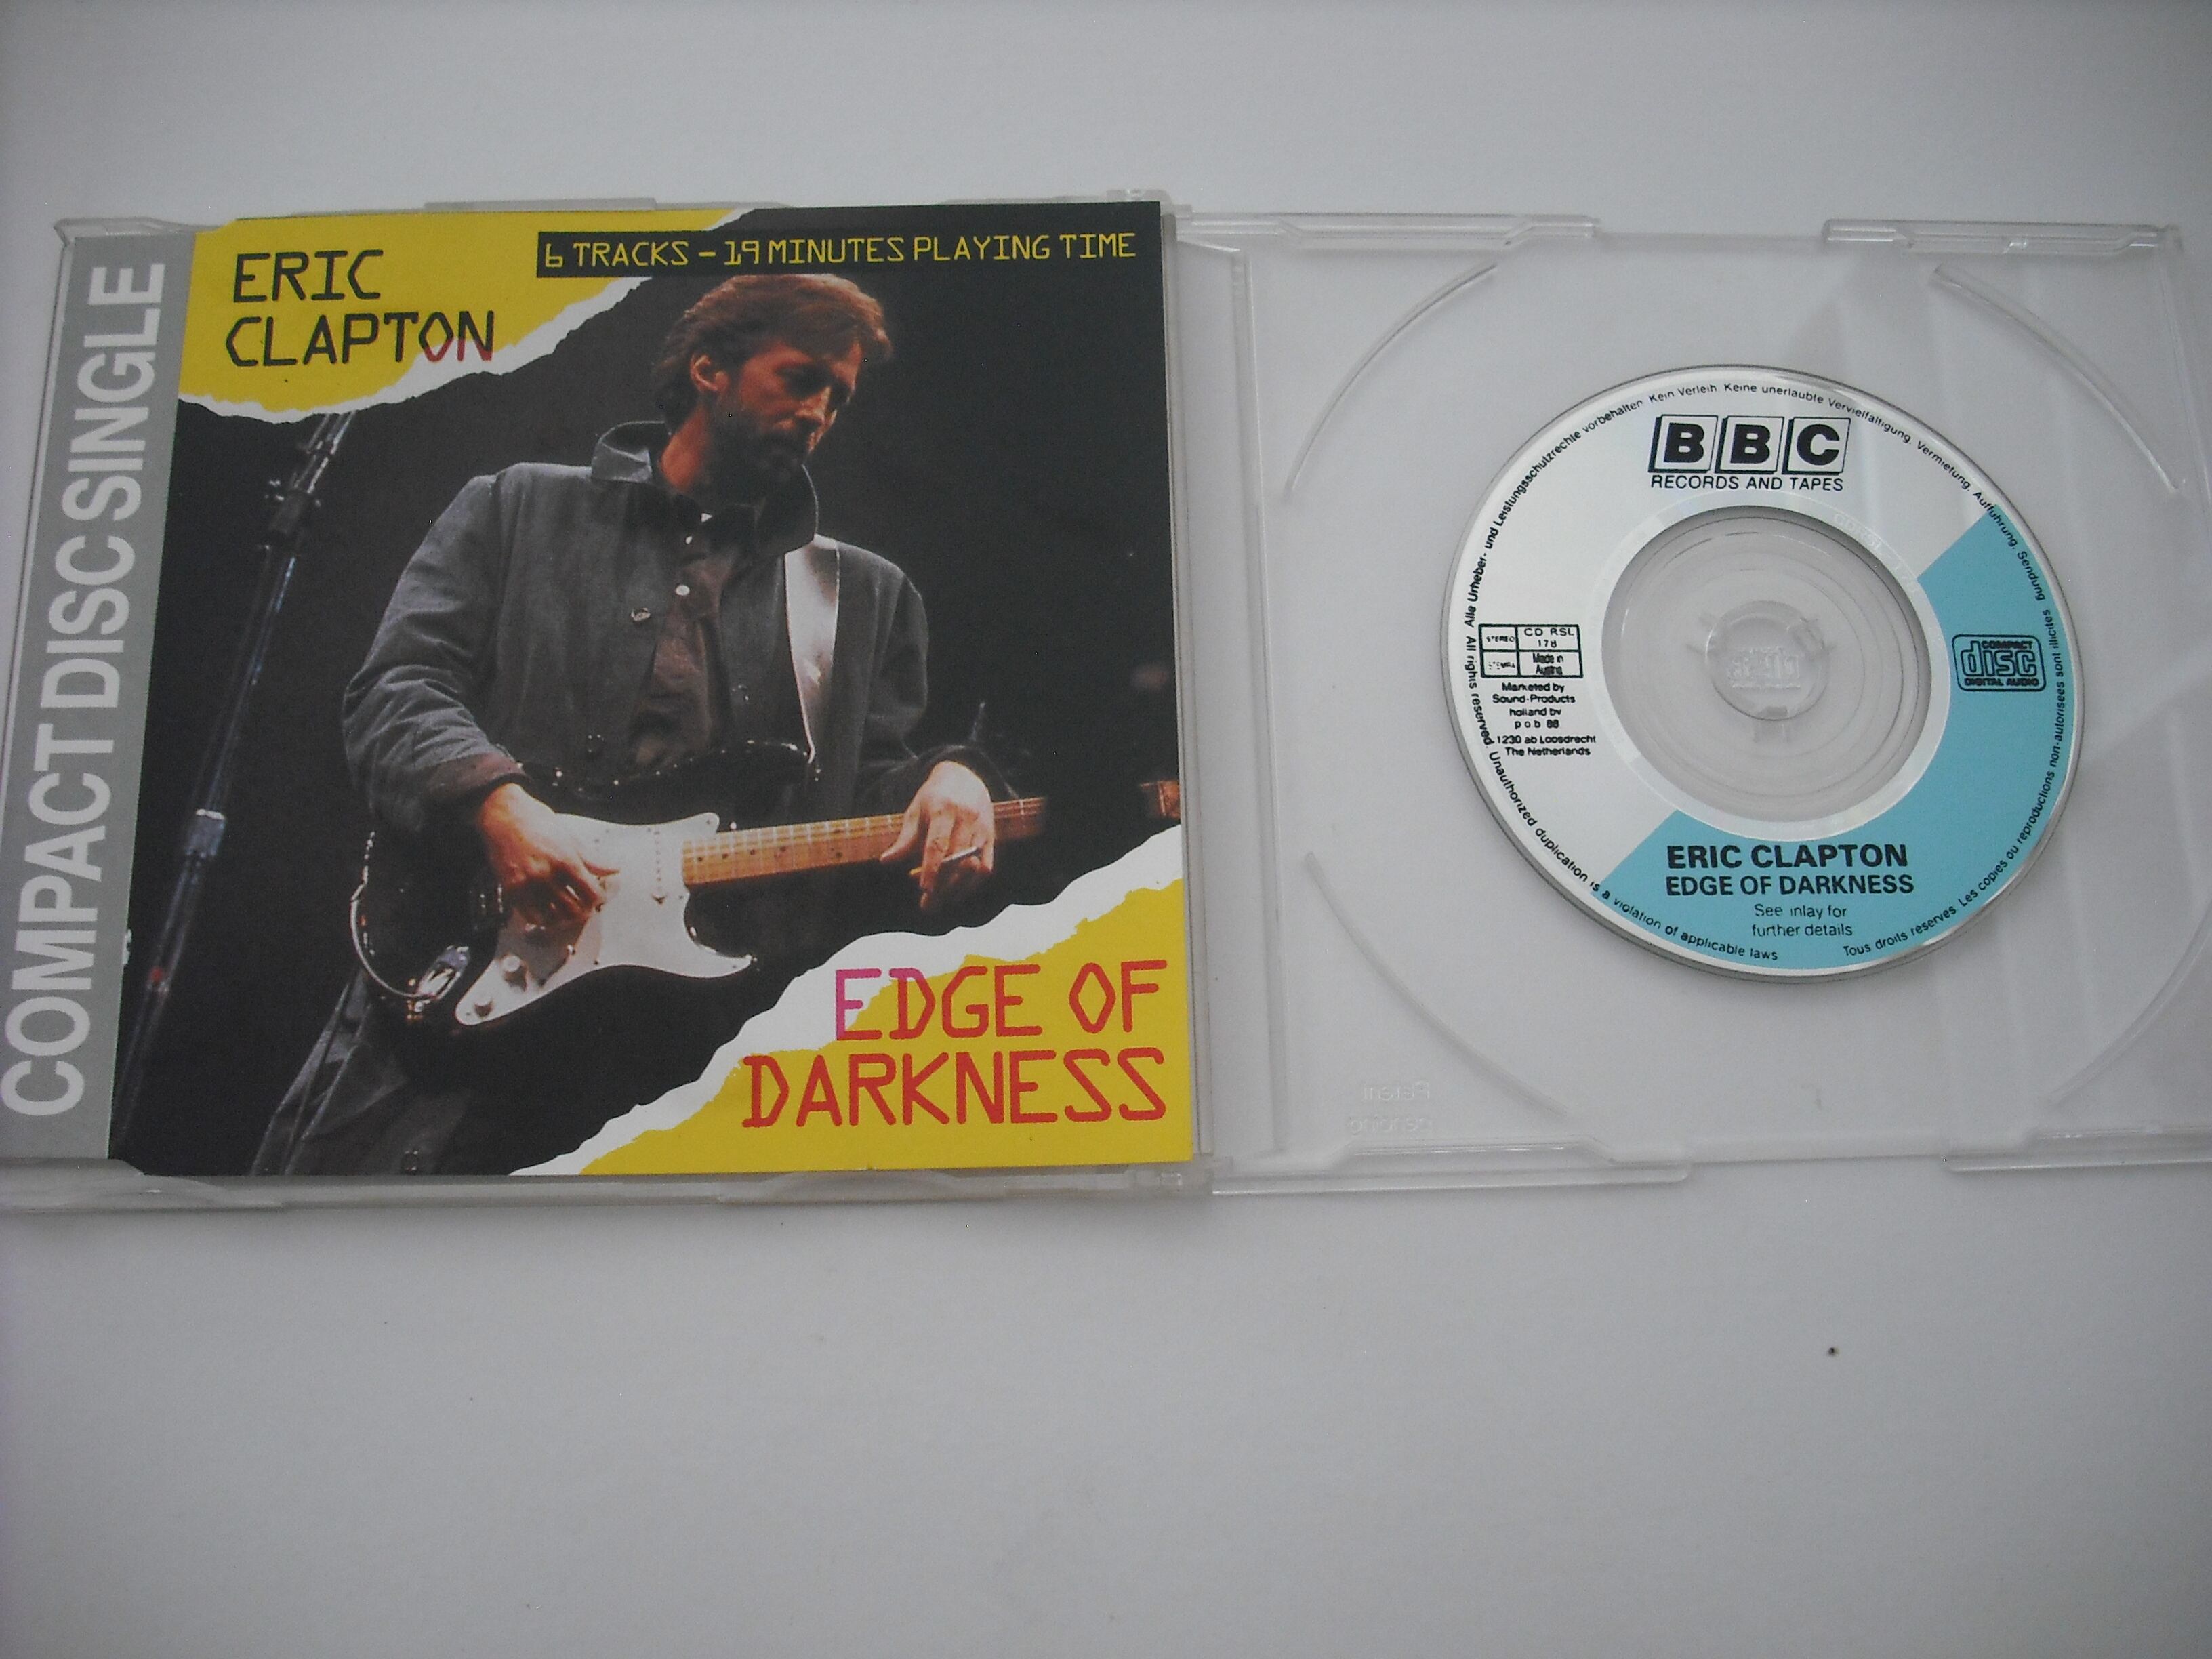 COMPACT DISC SINGLE
ERIC
CLAPTON
6 TRACKS – 19 MINUTES PLAYING TIME
EDGE OF
DARKNESS
BBC
RECORDS AND TAPES
STEREO
CD RSL
178
STEMRA
Made in
Austria
Marketed by
Sound-Products
holland bv
p o b 88
1230 ab Loosdrecht
The Netherlands
COMPACT
disc
DIGITAL AUDIO
ERIC CLAPTON
EDGE OF DARKNESS
See inlay for
further details
Alle Urheber- und Leistungsschutzrechte vorbehalten. Kein Verleih. Keine unerlaubte Vervielfältigung. Vermietung. Aufführung. Sendung.
All rights reserved. Unauthorized duplication is a violation of applicable laws
Tous droits réservés. Les copies ou reproductions non-autorisées sont illicites